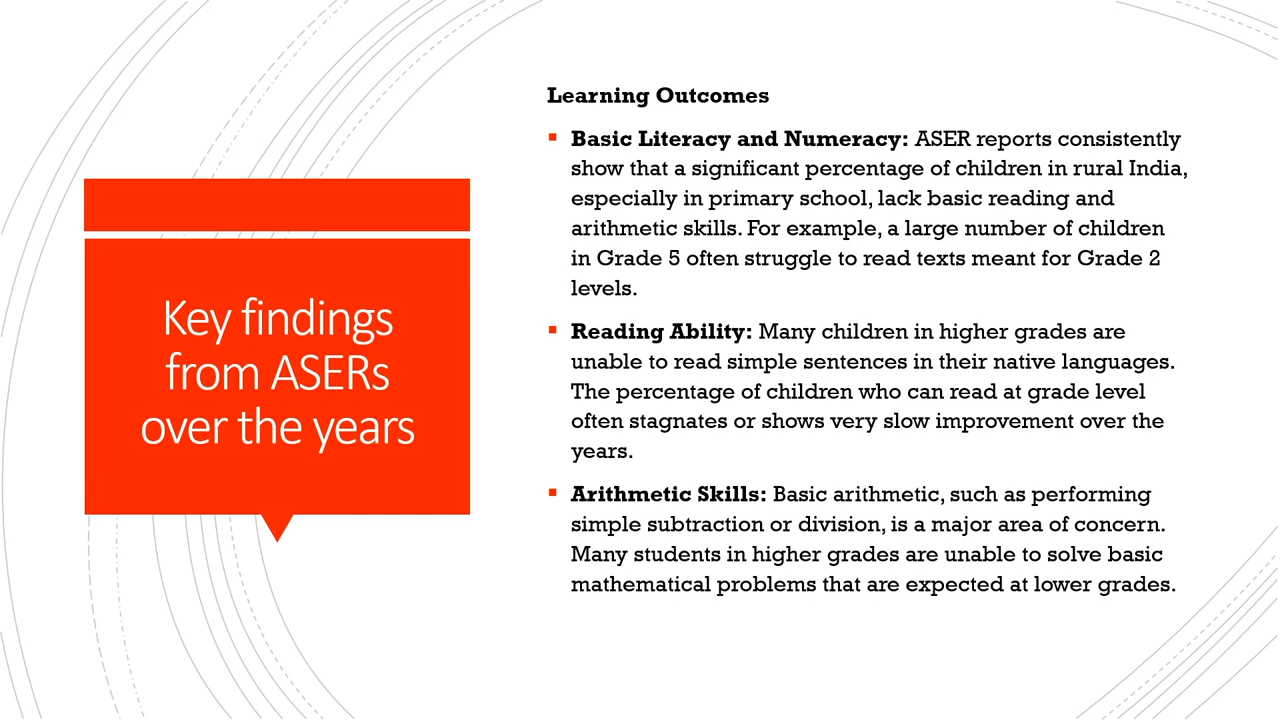 Key findings
from ASERs
over the years
Learning Outcomes
▪ Basic Literacy and Numeracy: ASER reports consistently
show that a significant percentage of children in rural India,
especially in primary school, lack basic reading and
arithmetic skills. For example, a large number of children
in Grade 5 often struggle to read texts meant for Grade 2
levels.
▪ Reading Ability: Many children in higher grades are
unable to read simple sentences in their native languages.
The percentage of children who can read at grade level
often stagnates or shows very slow improvement over the
years.
▪ Arithmetic Skills: Basic arithmetic, such as performing
simple subtraction or division, is a major area of concern.
Many students in higher grades are unable to solve basic
mathematical problems that are expected at lower grades.